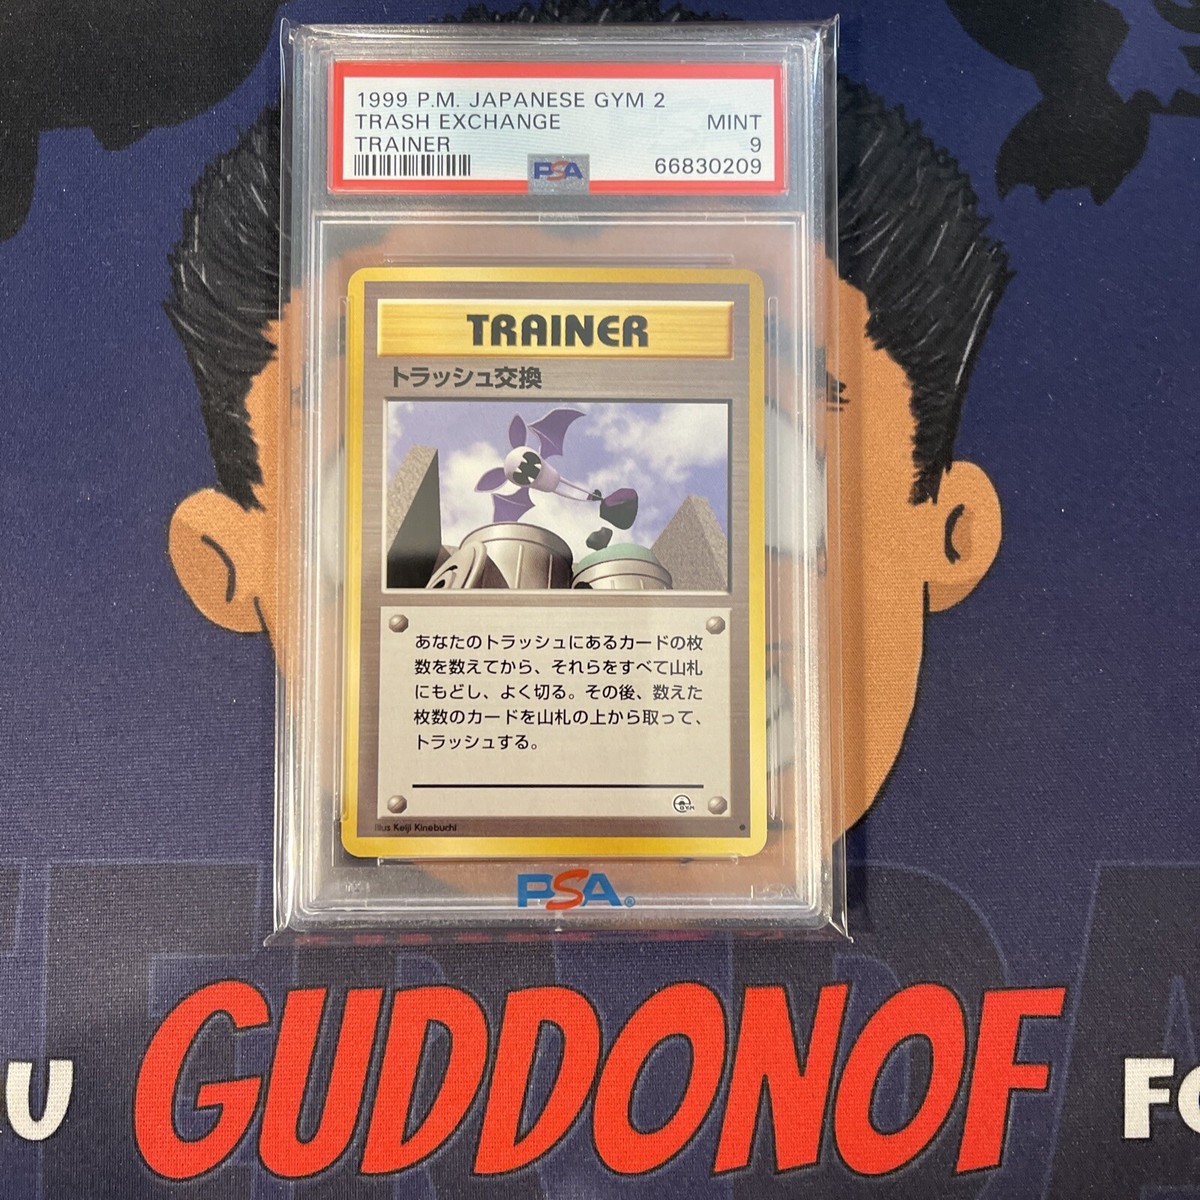 1999 P.M. JAPANESE GYM 2
TRASH EXCHANGE MINT
TRAINER 9
PSA 66830209
TRAINER
トラッシュ交換
あなたのトラッシュにあるカードの枚
数を数えてから、それらをすべて山札
にもどし、よく切る。その後、数えた
枚数のカードを山札の上から取って、
トラッシュする。
GYM
Illus. Keiji Kinebuchi
PSA®
GUDDONOF